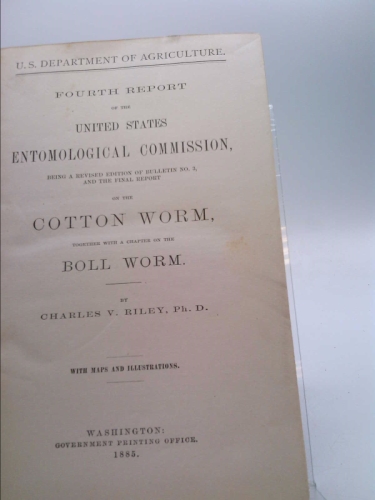 U. S. DEPARTMENT OF AGRICULTURE.
FOURTH REPORT
OF THE
UNITED STATES
ENTOMOLOGICAL COMMISSION,
BEING A REVISED EDITION OF BULLETIN NO. 3,
AND THE FINAL REPORT
ON THE
COTTON WORM,
TOGETHER WITH A CHAPTER ON THE
BOLL WORM.
BY
CHARLES V. RILEY, Ph. D.
WITH MAPS AND ILLUSTRATIONS.
WASHINGTON:
GOVERNMENT PRINTING OFFICE.
1885.